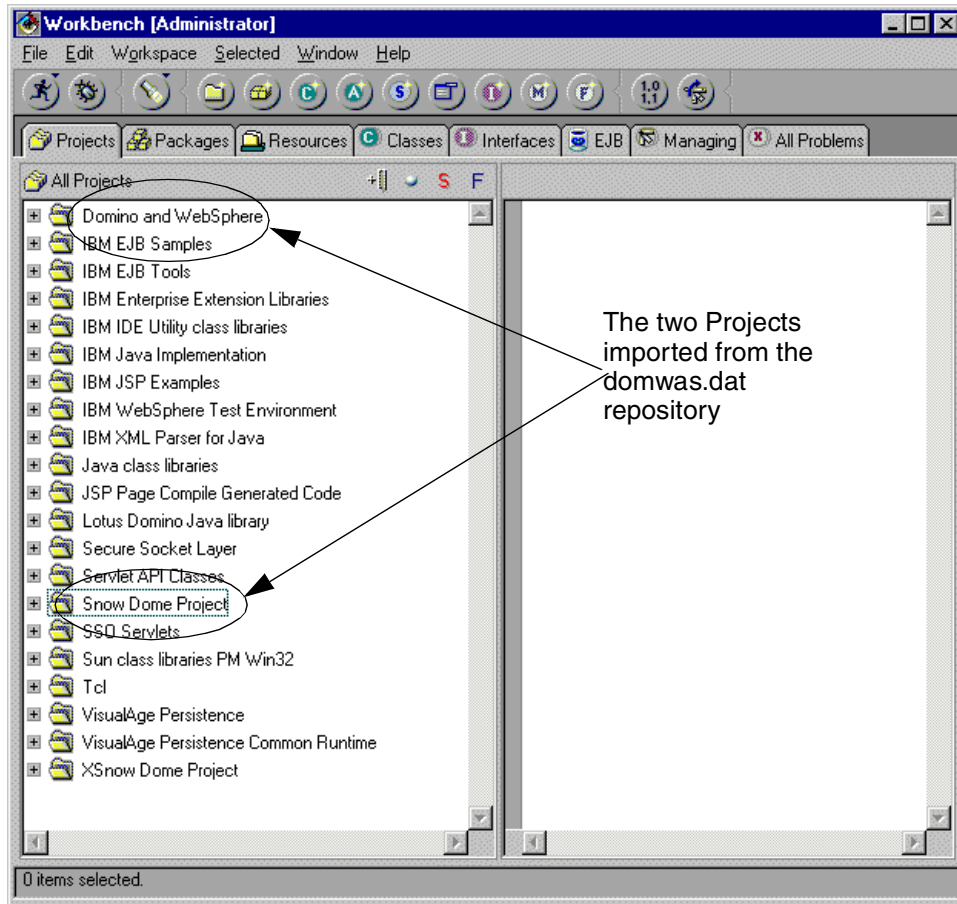 Workbench [Administrator]
File Edit Workspace Selected Window Help
C A S I M F 1.0 1.1
Projects Packages Resources C Classes I Interfaces EJB Managing X All Problems
All Projects S F
Domino and WebSphere
IBM EJB Samples
IBM EJB Tools
IBM Enterprise Extension Libraries
IBM IDE Utility class libraries
IBM Java Implementation
IBM JSP Examples
IBM WebSphere Test Environment
IBM XML Parser for Java
Java class libraries
JSP Page Compile Generated Code
Lotus Domino Java library
Secure Socket Layer
Servlet API Classes
Snow Dome Project
SSO Servlets
Sun class libraries PM Win32
Tcl
VisualAge Persistence
VisualAge Persistence Common Runtime
XSnow Dome Project
The two Projects
imported from the
domwas.dat
repository
0 items selected.